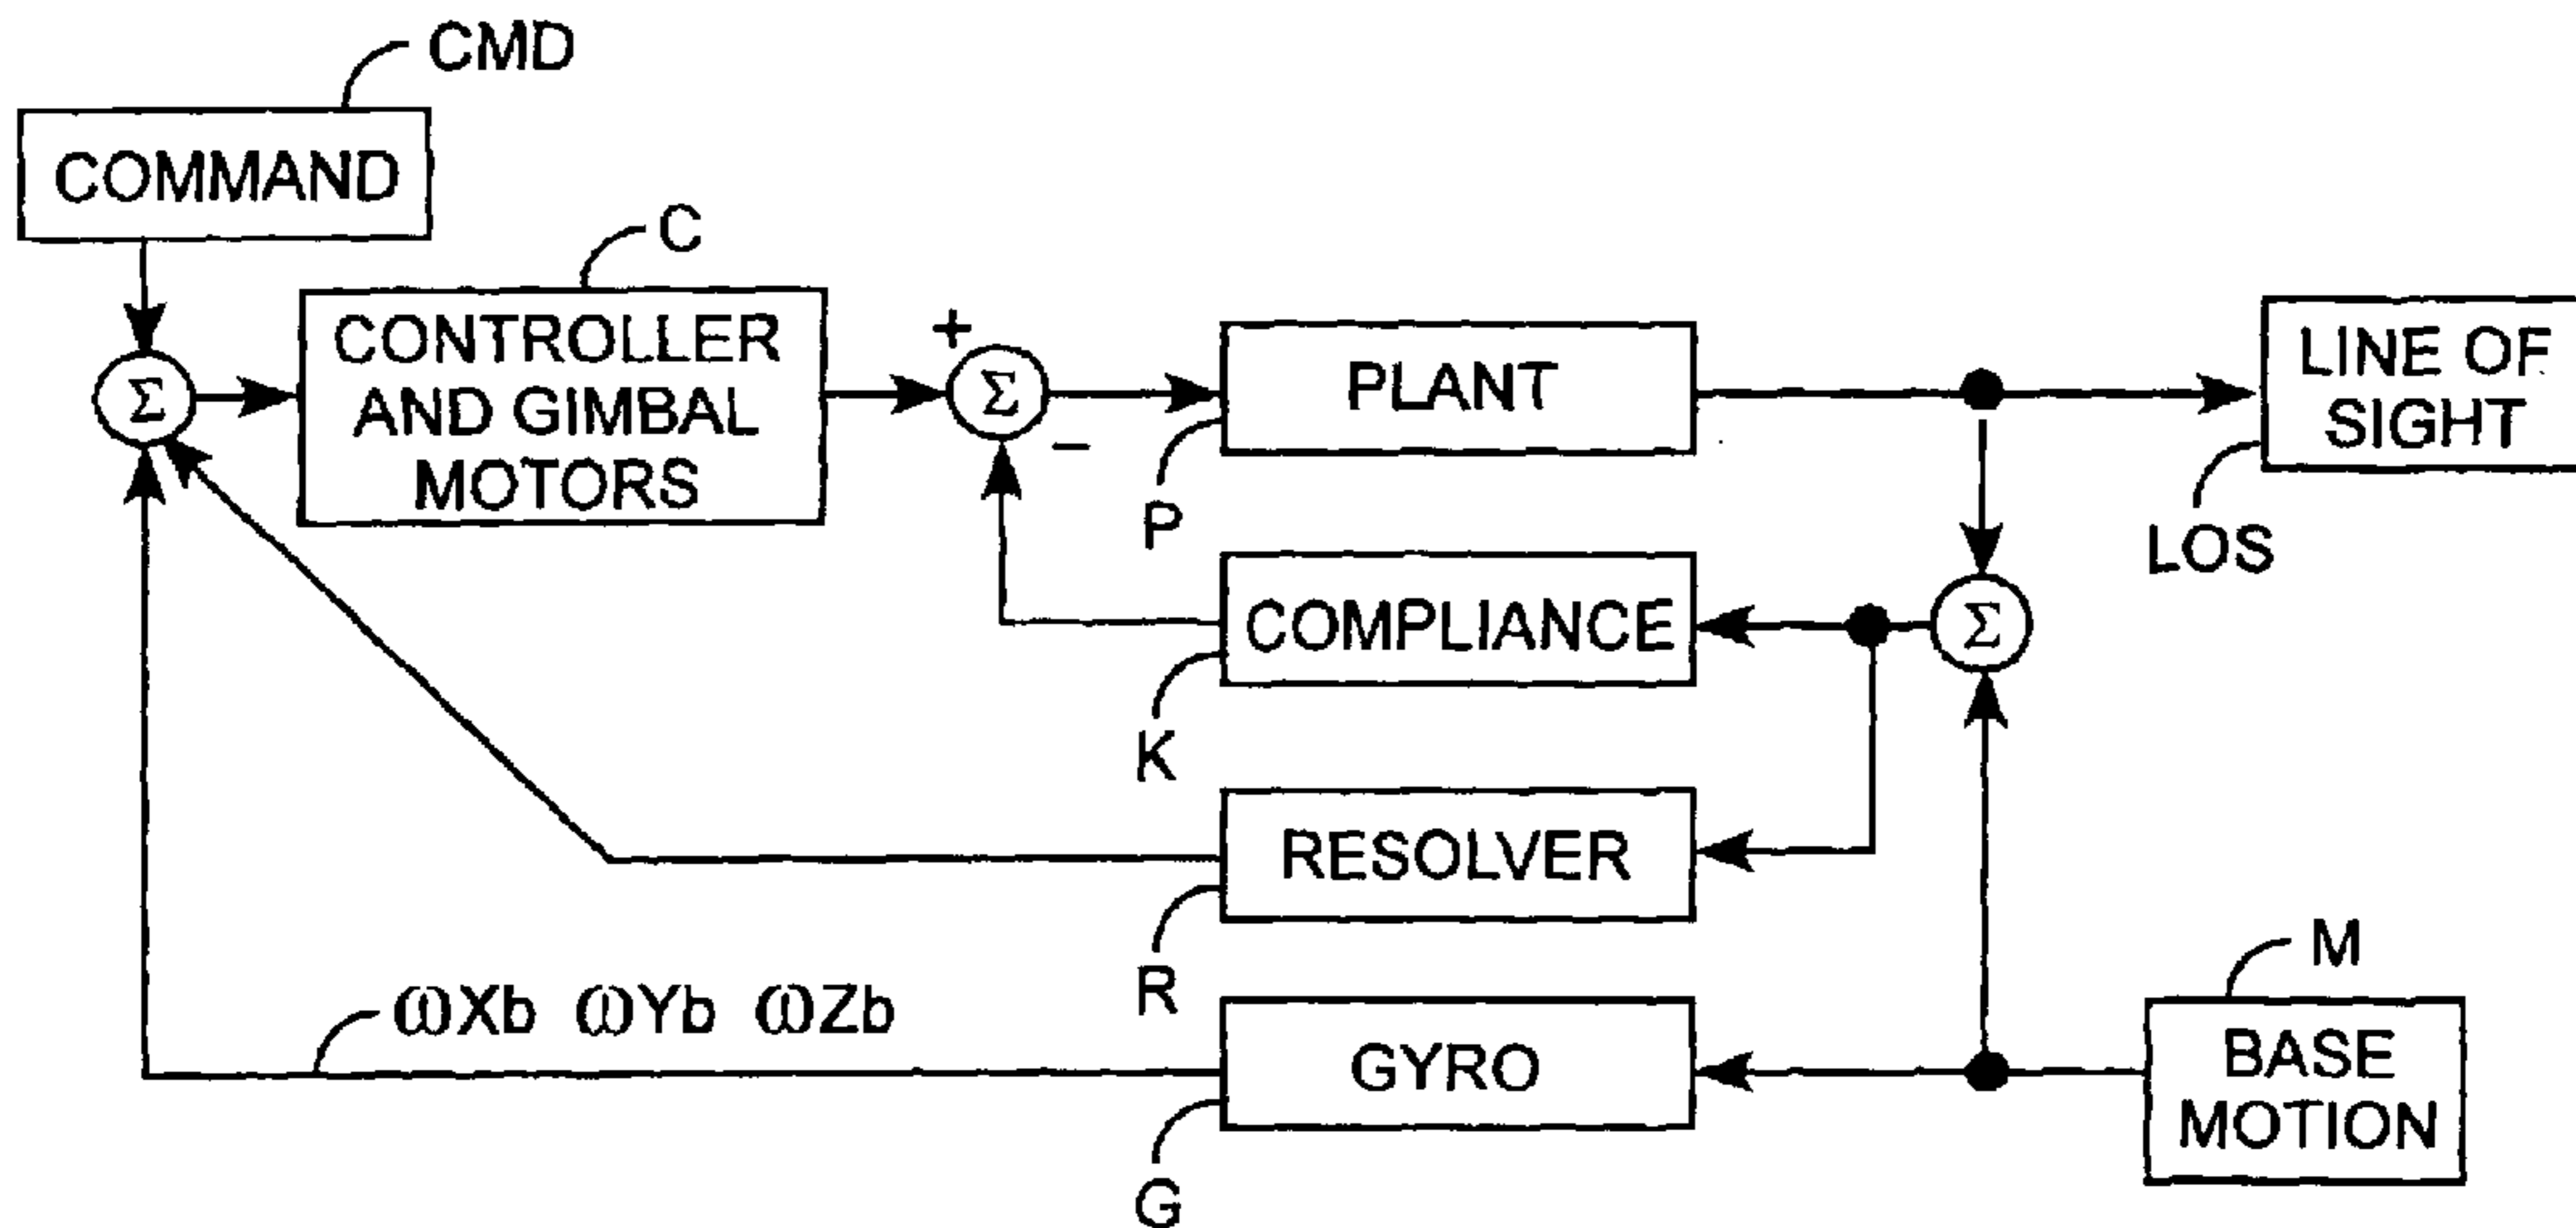 CMD
COMMAND
C
CONTROLLER
AND GIMBAL
MOTORS
Σ
+
Σ
−
PLANT
P
LINE OF
SIGHT
LOS
COMPLIANCE
K
Σ
RESOLVER
R
ωXb ωYb ωZb
GYRO
G
M
BASE
MOTION